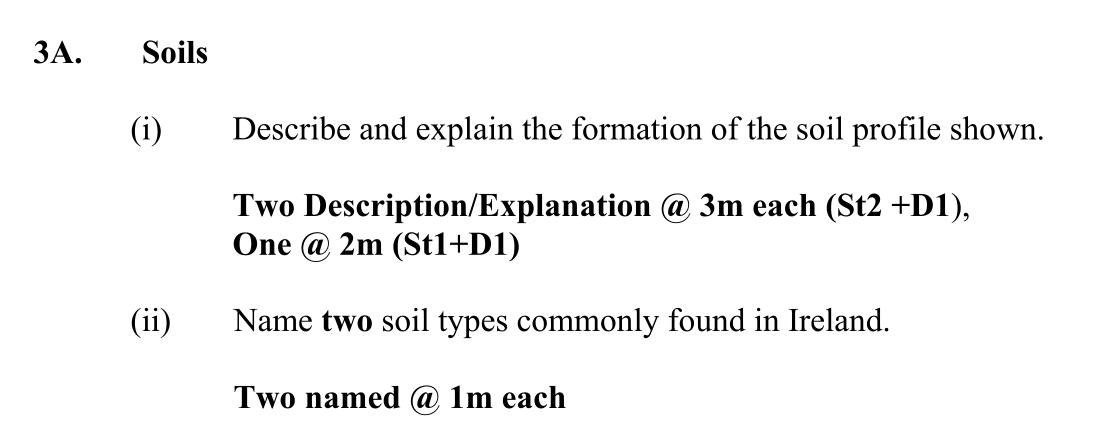 3A. Soils
(i) Describe and explain the formation of the soil profile shown.
Two Description/Explanation @ 3m each (St2 +D1),
One @ 2m (St1+D1)
(ii) Name two soil types commonly found in Ireland.
Two named @ 1m each